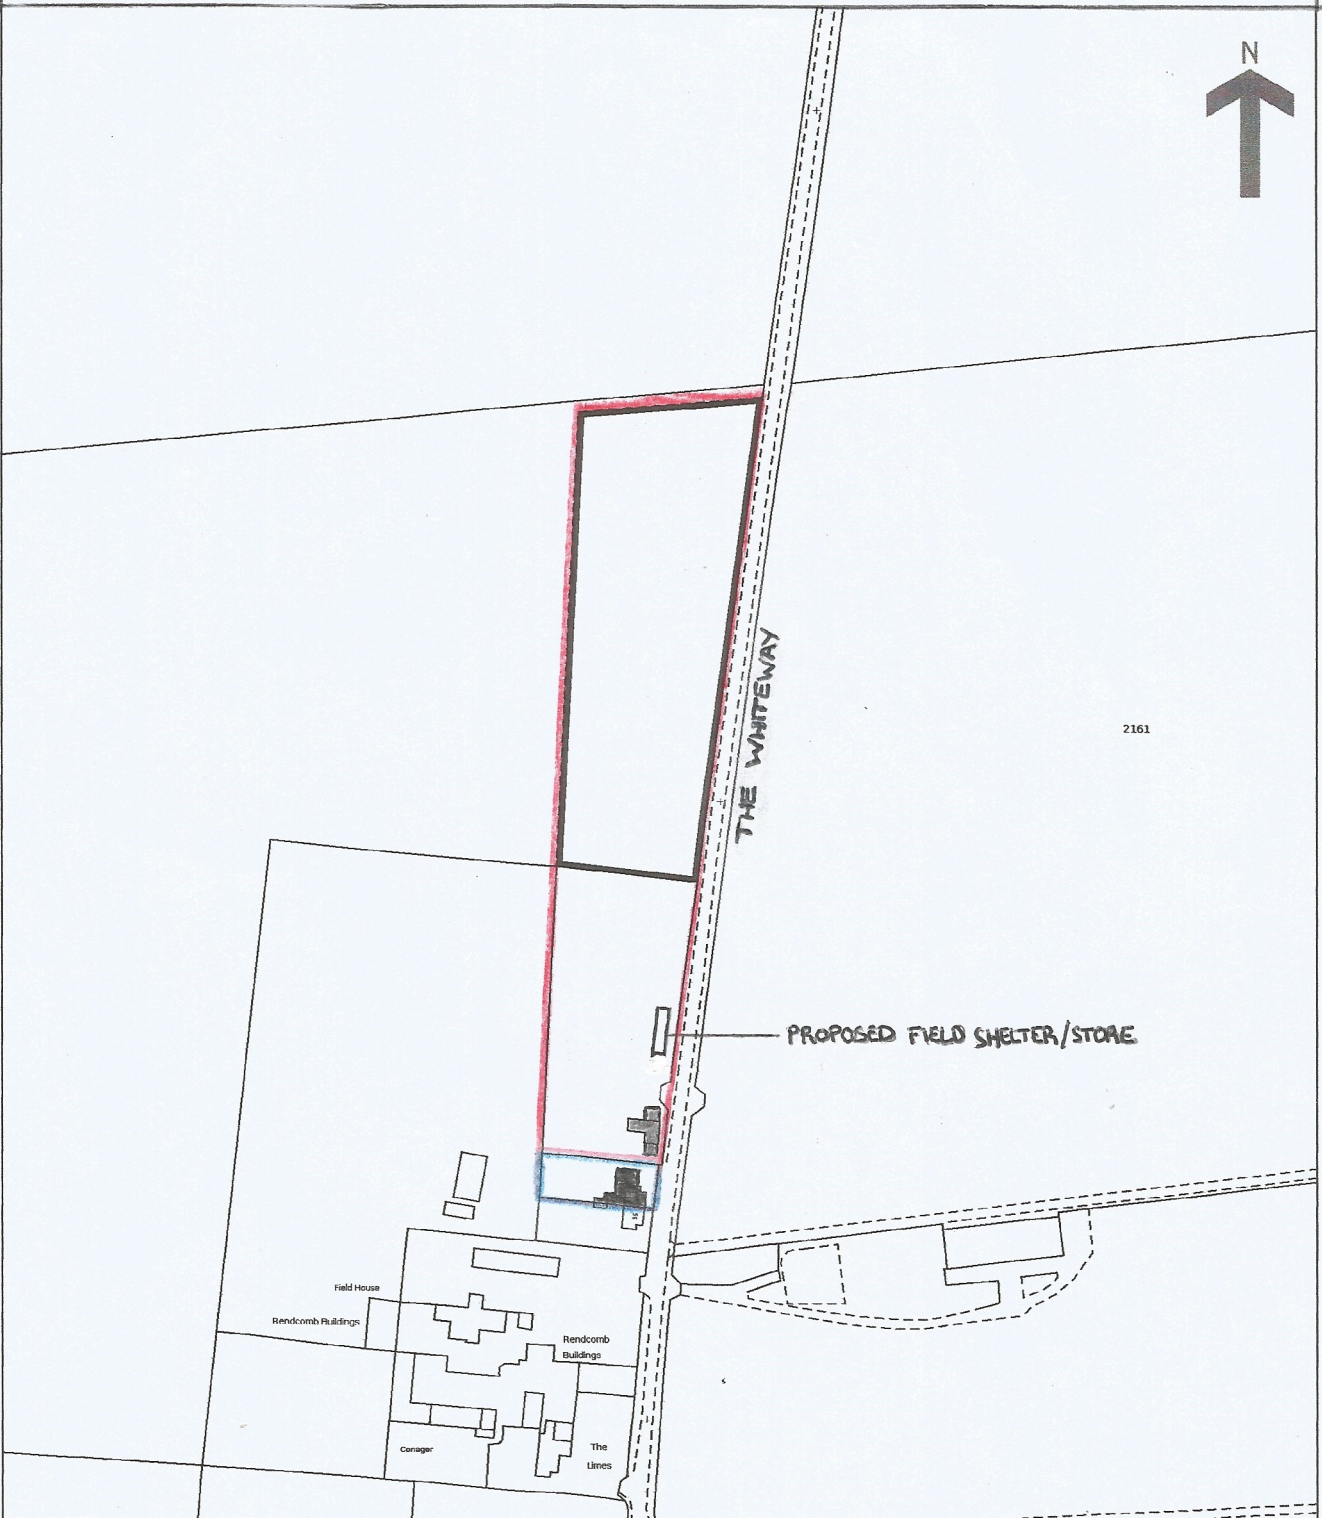 N
THE WHITEWAY
2161
PROPOSED FIELD SHELTER/STORE
Field House
Rendcomb Buildings
Rendcomb
Buildings
Conager
The
Limes